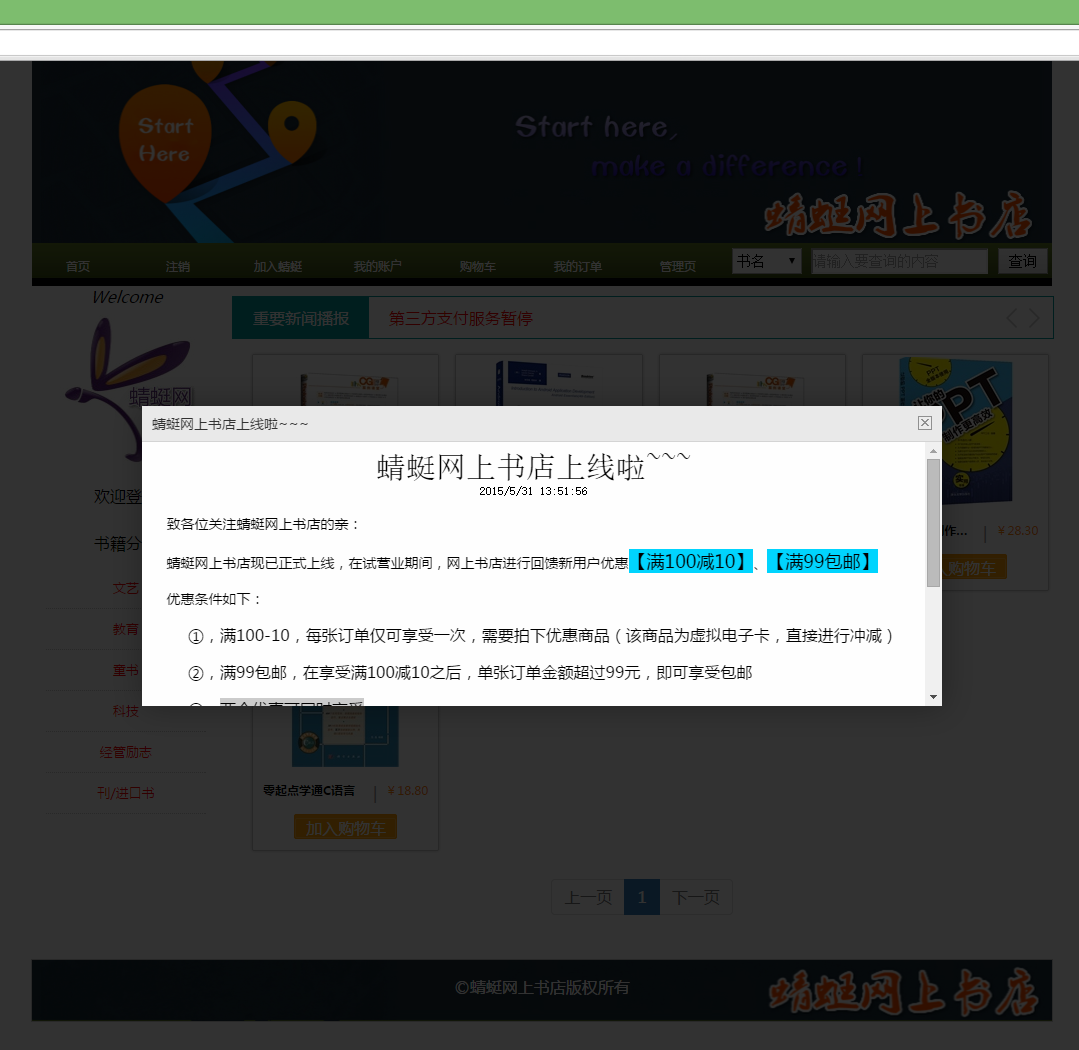 Start
Here
Start here,
make a difference!
蜻蜓网上书店
首页 注销 加入蜻蜓 我的账户 购物车 我的订单 管理页 书名 请输入要查询的内容 查询
Welcome
重要新闻播报 第三方支付服务暂停
蜻蜓网
蜻蜓网上书店上线啦~~~
蜻蜓网上书店上线啦~~~
2015/5/31 13:51:56
致各位关注蜻蜓网上书店的亲：
蜻蜓网上书店现已正式上线，在试营业期间，网上书店进行回馈新用户优惠【满100减10】、【满99包邮】
优惠条件如下：
①，满100-10，每张订单仅可享受一次，需要拍下优惠商品（该商品为虚拟电子卡，直接进行冲减）
②，满99包邮，在享受满100减10之后，单张订单金额超过99元，即可享受包邮
欢迎登
书籍分
文艺
教育
童书
科技
经管励志
刊/进口书
PPT
制作更高效
作... | ￥28.30
购物车
零起点学通C语言 | ￥18.80
加入购物车
上一页 1 下一页
©蜻蜓网上书店版权所有
蜻蜓网上书店